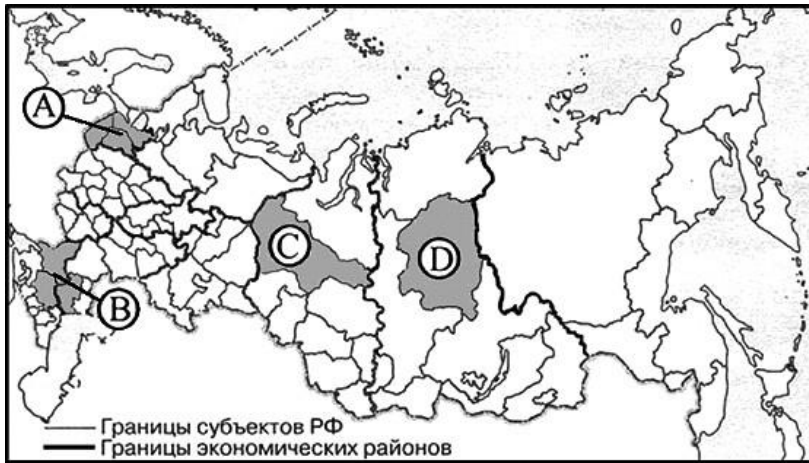 A
B
C
D
Границы субъектов РФ
Границы экономических районов